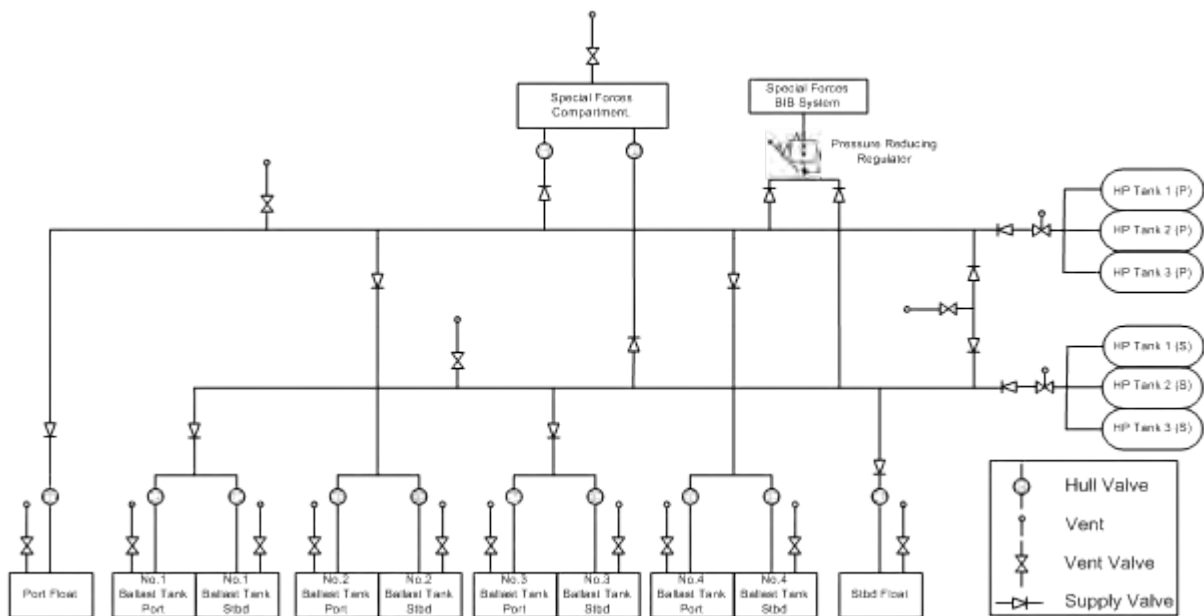 Special Forces
Compartment.
Special Forces
BIB System
Pressure Reducing
Regulator
HP Tank 1 (P)
HP Tank 2 (P)
HP Tank 3 (P)
HP Tank 1 (S)
HP Tank 2 (S)
HP Tank 3 (S)
Hull Valve
Vent
Vent Valve
Supply Valve
Port Float
No.1
Ballast Tank
Port
No.1
Ballast Tank
Stbd
No.2
Ballast Tank
Port
No.2
Ballast Tank
Stbd
No.3
Ballast Tank
Port
No.3
Ballast Tank
Stbd
No.4
Ballast Tank
Port
No.4
Ballast Tank
Stbd
Stbd Float